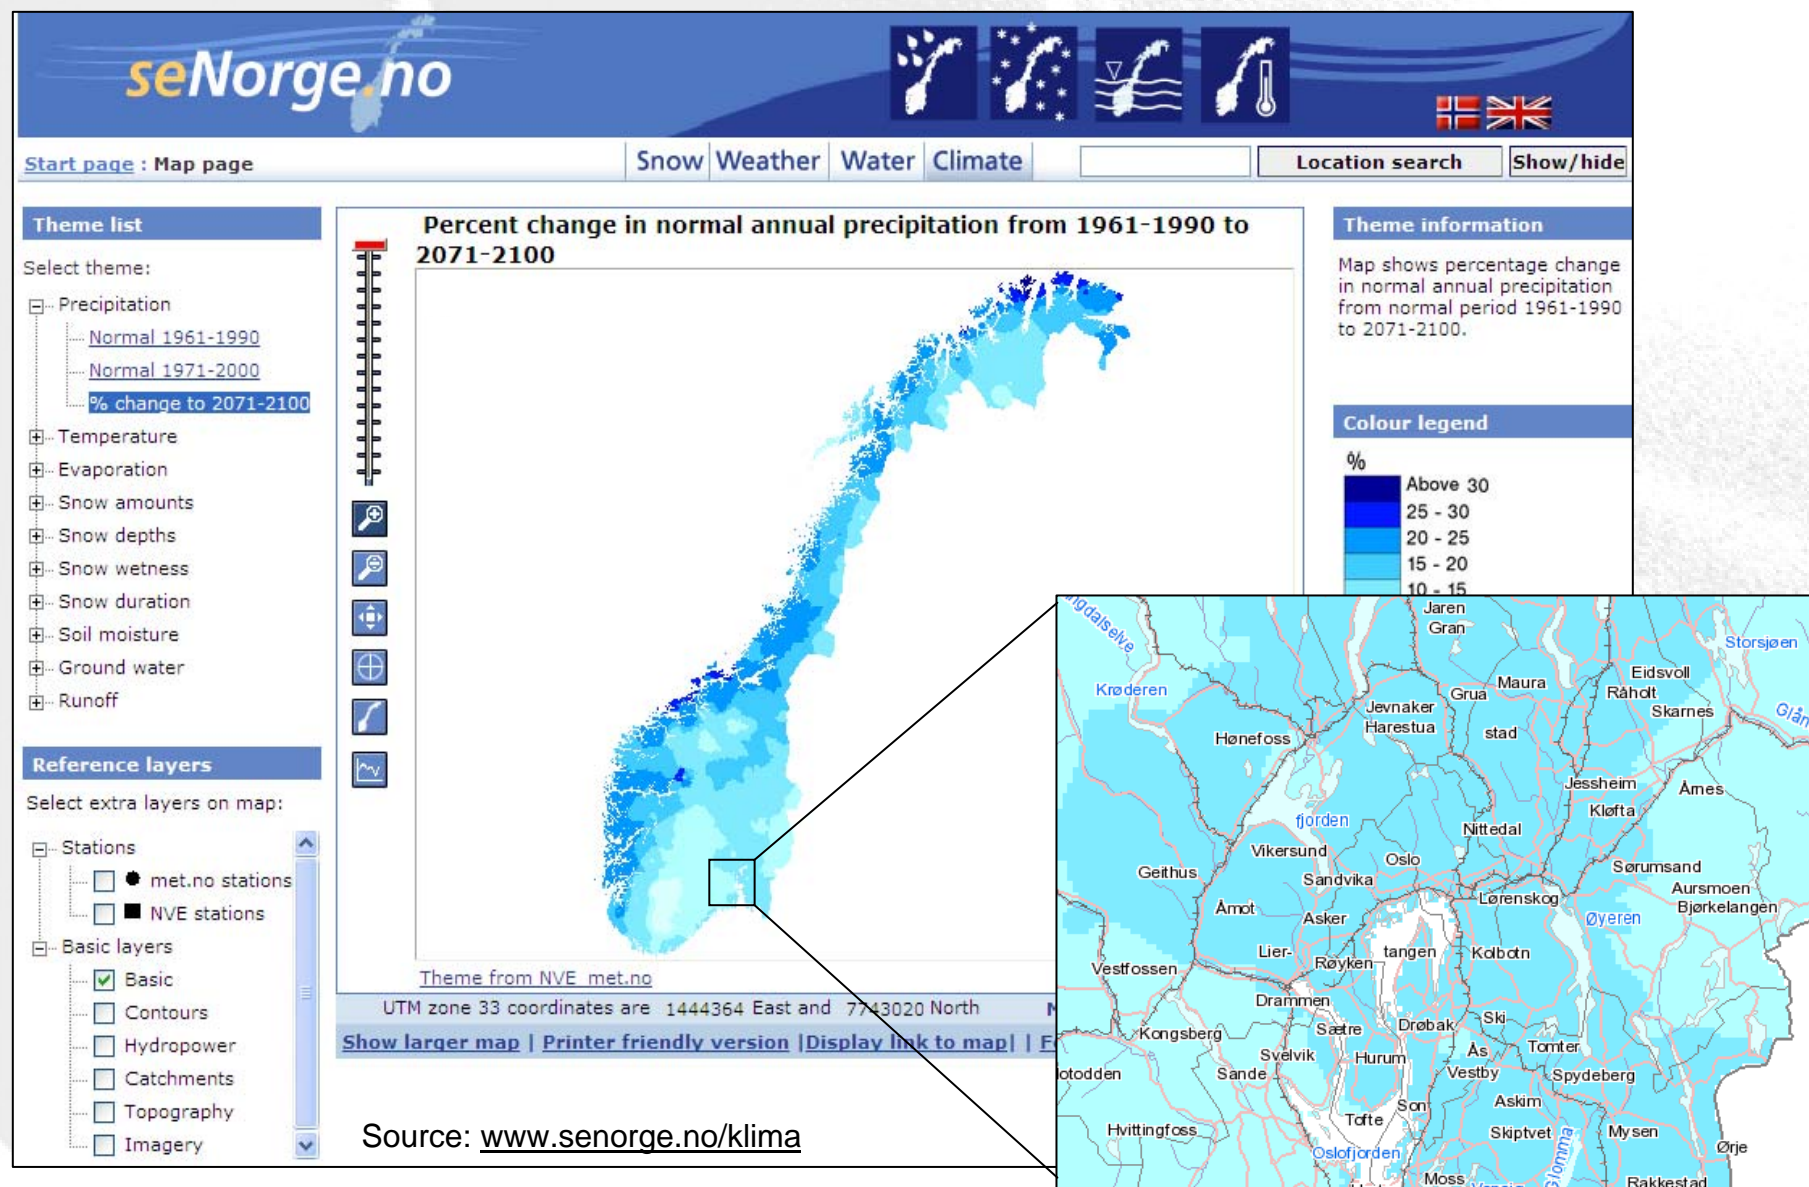 seNorge.no
Start page : Map page
Snow Weather Water Climate
Location search
Show/hide
Theme list
Select theme:
Precipitation
Normal 1961-1990
Normal 1971-2000
% change to 2071-2100
Temperature
Evaporation
Snow amounts
Snow depths
Snow wetness
Snow duration
Soil moisture
Ground water
Runoff
Reference layers
Select extra layers on map:
Stations
met.no stations
NVE stations
Basic layers
Basic
Contours
Hydropower
Catchments
Topography
Imagery
Percent change in normal annual precipitation from 1961-1990 to
2071-2100
Theme from NVE met.no
UTM zone 33 coordinates are 1444364 East and 7743020 North
Show larger map | Printer friendly version |Display link to map| |
Source: www.senorge.no/klima
Theme information
Map shows percentage change
in normal annual precipitation
from normal period 1961-1990
to 2071-2100.
Colour legend
%
Above 30
25 - 30
20 - 25
15 - 20
10 - 15
Jaren
Gran
Storsjøen
Krøderen
Eidsvoll
Maura
Råholt
Grua
Jevnaker
Skarnes
Harestua
stad
Hønefoss
Jessheim
Årnes
Kløfta
fjorden
Nittedal
Vikersund
Oslo
Geithus
Sandvika
Sørumsand
Lørenskog
Aursmoen
Bjørkelangen
Åmot
Asker
Øyeren
Lier-
Røyken
tangen
Kolbotn
Vestfossen
Drammen
Kongsberg
Sætre
Drøbak
Ski
Svelvik
Hurum
Ås
Tomter
otodden
Sande
Vestby
Spydeberg
Son
Askim
Tofte
Hvittingfoss
Skiptvet
Mysen
Oslofjorden
Glomma
Ørje
Moss
Rakkestad